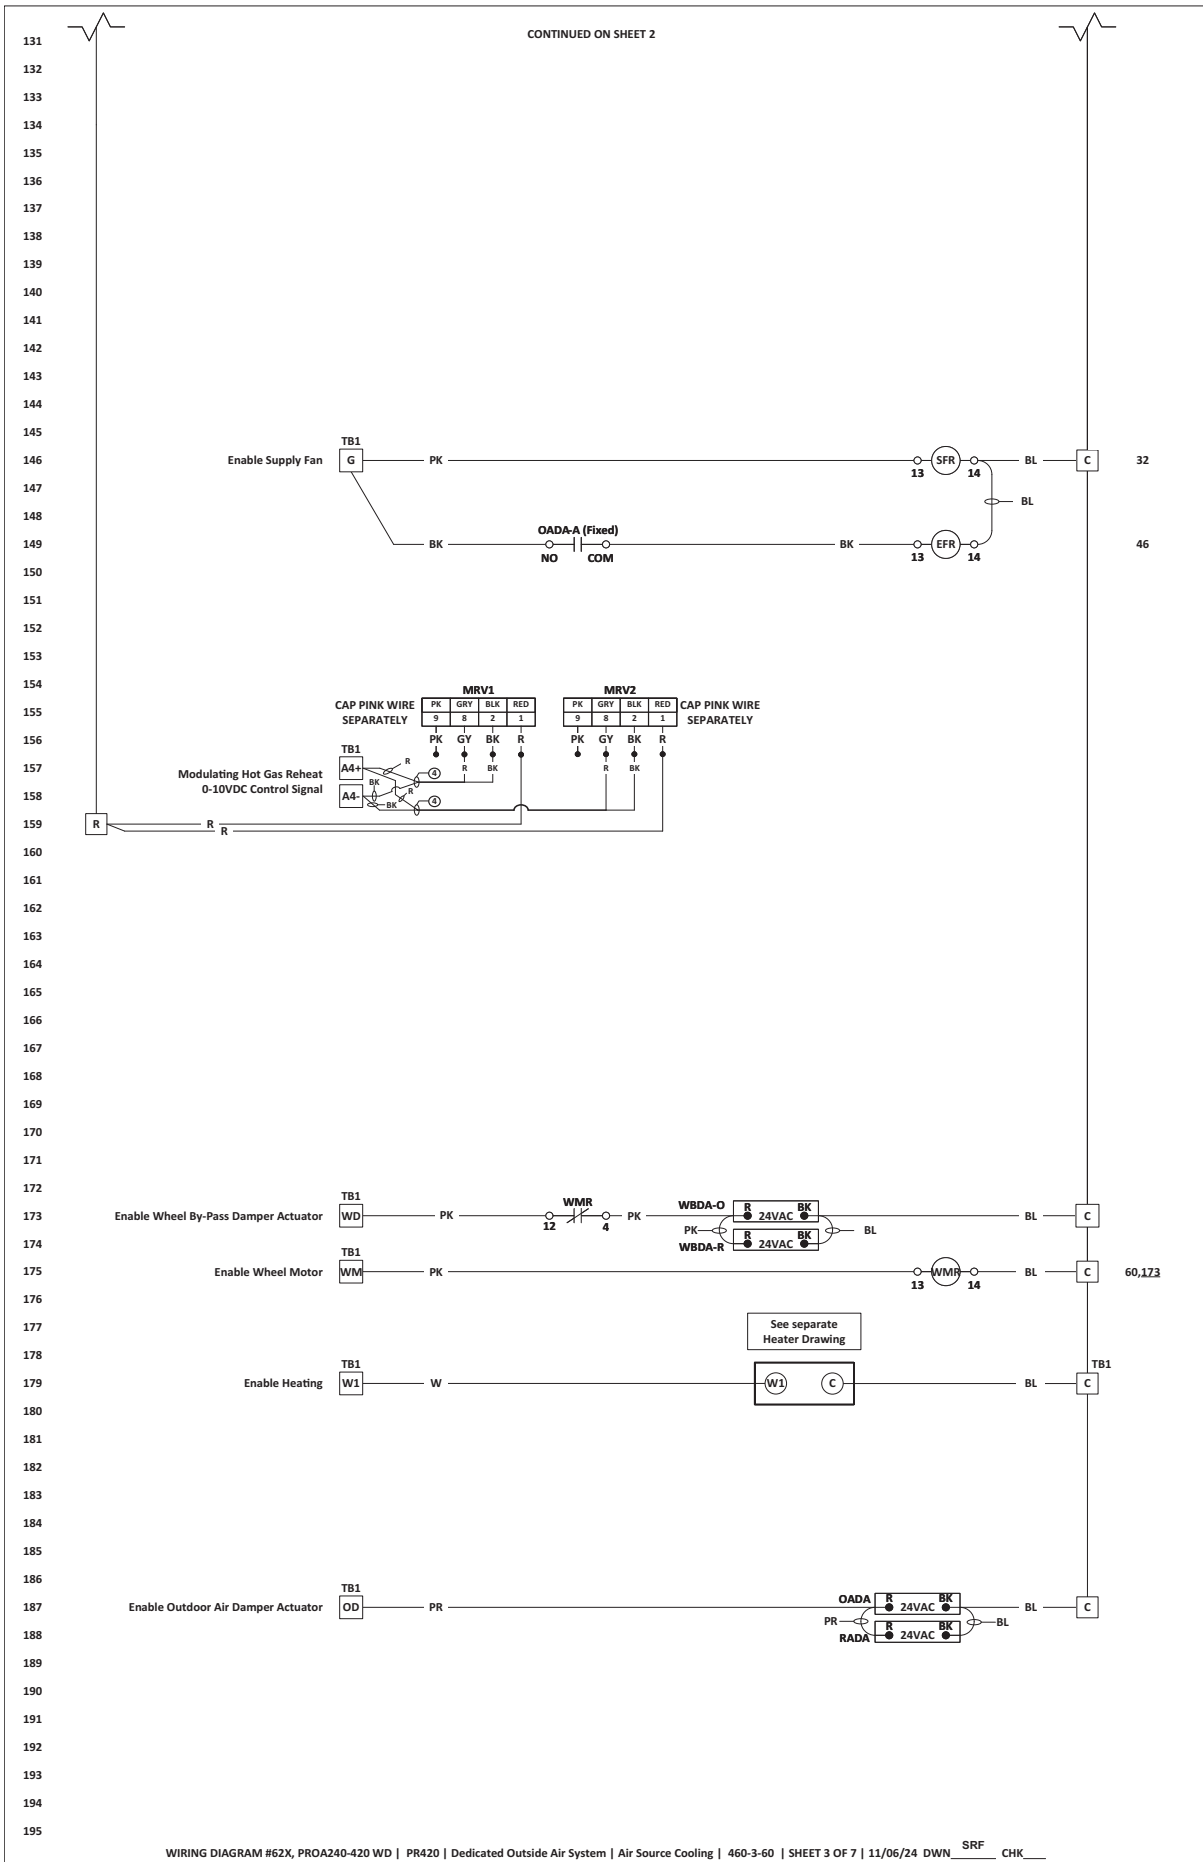 CONTINUED ON SHEET 2
131
132
133
134
135
136
137
138
139
140
141
142
143
144
145
TB1
146 Enable Supply Fan G PK 13 SFR 14 BL C 32
147
BL
148
OADA-A (Fixed)
149 BK NO COM BK 13 EFR 14 46
150
151
152
153
154
MRV1 MRV2
CAP PINK WIRE SEPARATELY
PK GRY BLK RED
9 8 2 1
PK GRY BLK RED
9 8 2 1
CAP PINK WIRE SEPARATELY
155
156 PK GY BK R PK GY BK R
TB1
157 A4+ R 4 R BK R BK
Modulating Hot Gas Reheat
0-10VDC Control Signal
BK R
158 A4- BK 4
159 R R
R
160
161
162
163
164
165
166
167
168
169
170
171
172
TB1 WMR WBDA-O
173 Enable Wheel By-Pass Damper Actuator WD PK 12 4 PK R 24VAC BK BL C
PK BL
174 WBDA-R R 24VAC BK
TB1
175 Enable Wheel Motor WM PK 13 WMR 14 BL C 60,173
176
177 See separate
Heater Drawing
178
TB1 TB1
179 Enable Heating W1 W W1 C BL C
180
181
182
183
184
185
186
TB1
187 Enable Outdoor Air Damper Actuator OD PR OADA R 24VAC BK BL C
PR BL
188 RADA R 24VAC BK
189
190
191
192
193
194
195
WIRING DIAGRAM #62X, PROA240-420 WD | PR420 | Dedicated Outside Air System | Air Source Cooling | 460-3-60 | SHEET 3 OF 7 | 11/06/24 DWN SRF CHK